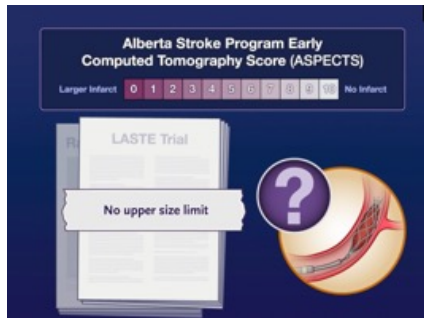 Alberta Stroke Program Early
Computed Tomography Score (ASPECTS)
Larger Infarct 0 1 2 3 4 5 6 7 8 9 10 No Infarct
LASTE Trial
No upper size limit
?